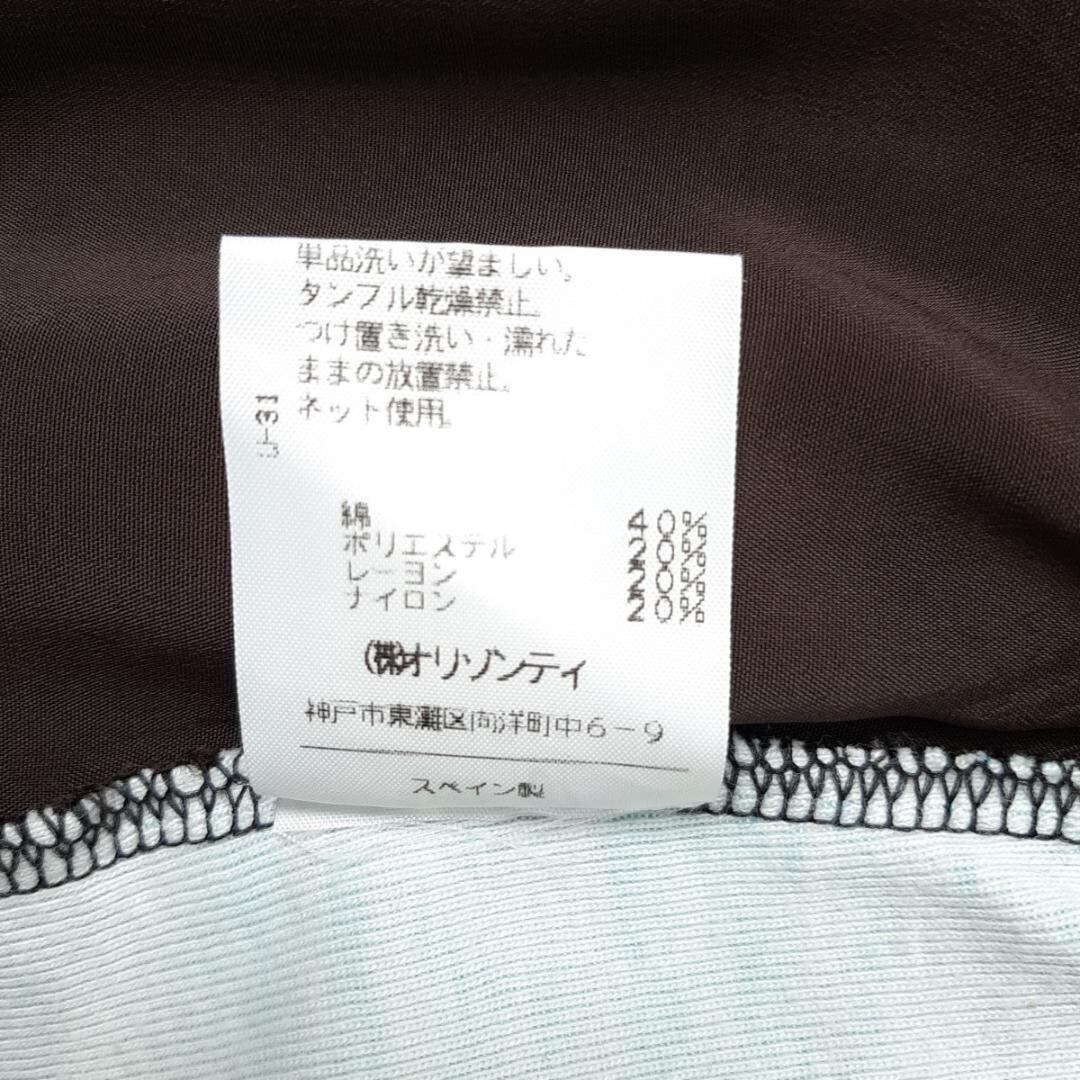 単品洗いが望ましい。
タンブル乾燥禁止。
つけ置き洗い・濡れた
ままの放置禁止。
ネット使用。
-31
綿 40%
ポリエステル 20%
レーヨン 20%
ナイロン 20%
(株)オリゾンティ
神戸市東灘区向洋町中6-9
スペイン製